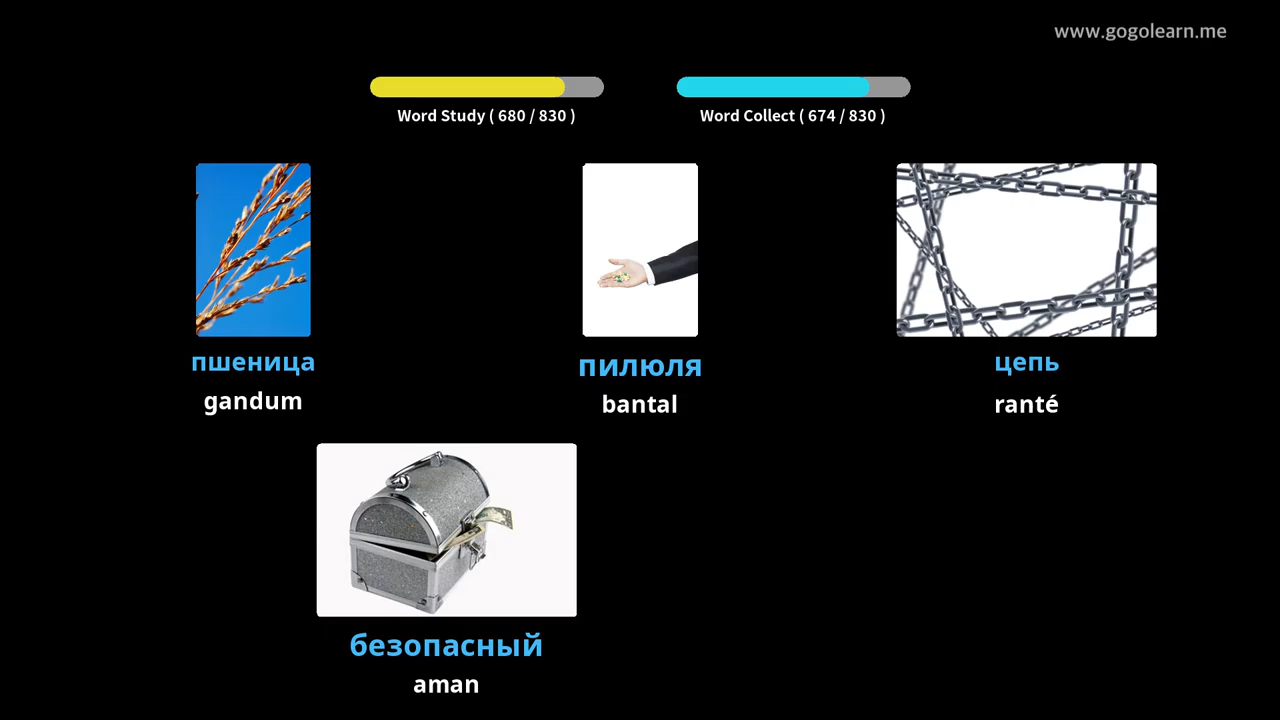 www.gogolearn.me
Word Study ( 680 / 830 )
Word Collect ( 674 / 830 )
пшеница
gandum
пилюля
bantal
цепь
ranté
безопасный
aman